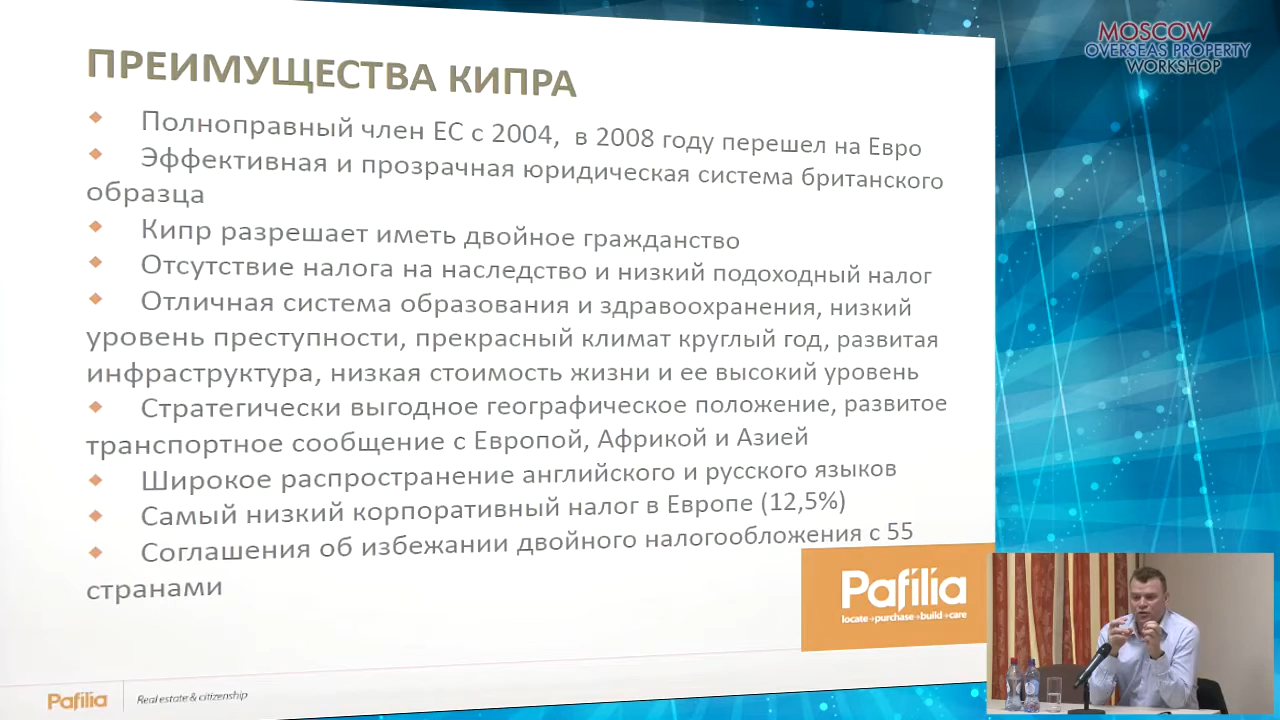 MOSCOW
OVERSEAS PROPERTY
WORKSHOP
ПРЕИМУЩЕСТВА КИПРА
Полноправный член ЕС с 2004, в 2008 году перешел на Евро
Эффективная и прозрачная юридическая система британского
образца
Кипр разрешает иметь двойное гражданство
Отсутствие налога на наследство и низкий подоходный налог
Отличная система образования и здравоохранения, низкий
уровень преступности, прекрасный климат круглый год, развитая
инфраструктура, низкая стоимость жизни и ее высокий уровень
Стратегически выгодное географическое положение, развитое
транспортное сообщение с Европой, Африкой и Азией
Широкое распространение английского и русского языков
Самый низкий корпоративный налог в Европе (12,5%)
Соглашения об избежании двойного налогообложения с 55
странами
Pafilia
locate→purchase→build→care
Pafilia
Real estate & citizenship